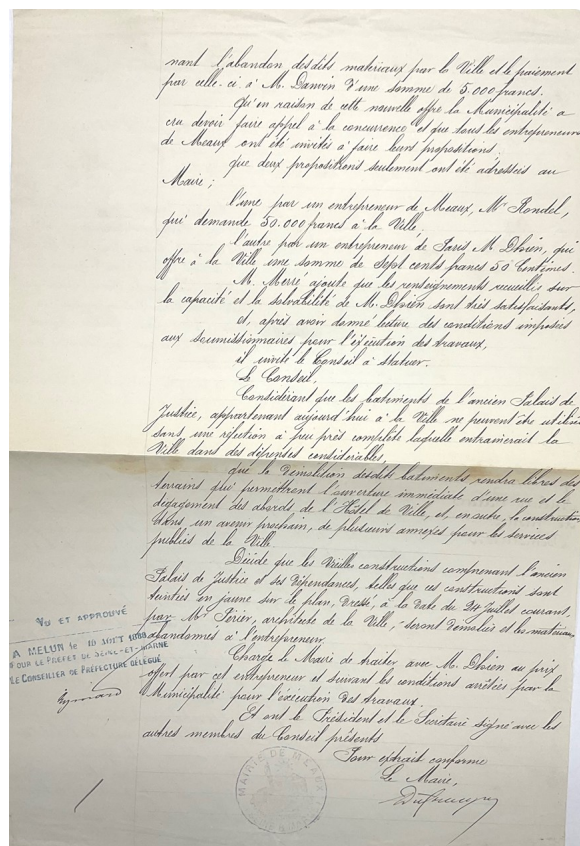 nant l'abandon desdits matériaux par la Ville et le paiement
par celle-ci à M. Danvin d'une somme de 5.000 francs.
Qu'en raison de cette nouvelle offre la Municipalité a
cru devoir faire appel à la concurrence et que tous les entrepreneurs
de Meaux ont été invités à faire leurs propositions.
que deux propositions seulement ont été adressées au
Maire;
l'une par un entrepreneur de Meaux, Mr Rondel,
qui demande 50.000 francs à la Ville,
l'autre par un entrepreneur de Paris M. Dhién, qui
offre à la Ville une somme de Sept cents francs 50 Centimes.
M. Merré ajoute que les renseignements recueillis sur
la capacité et la solvabilité de M. Dhién sont très satisfaisants,
et, après avoir donné lecture des conditions imposées
aux soumissionnaires pour l'éxécution des travaux,
il invite le Conseil à statuer.
Le Conseil,
Considérant que les bâtiments de l'ancien Palais de
Justice, appartenant aujourd'hui à la Ville ne peuvent être utilisés
sans une réfection à peu près complète laquelle entrainerait la
Ville dans des dépenses considérables,
que la démolition desdits bâtiments rendra libres des
terrains qui permettront l'ouverture immédiate d'une rue et le
dégagement des abords de l'Hôtel de Ville, et, en outre, la construction
dans un avenir prochain, de plusieurs annexes pour les services
publics de la Ville
Décide que les Vieilles constructions comprenant l'ancien
Palais de Justice et ses dépendances, telles que ces constructions sont
teintées en jaune sur le plan, dressé, à la date du 24 Juillet courant,
par Mr Périer, architecte de la Ville, seront démolies et les matériaux
abandonnés à l'entrepreneur.
Charge le Maire de traiter avec M. Dhién au prix
offert par cet entrepreneur et suivant les conditions arrêtées par la
Municipalité pour l'éxécution des travaux.
Et ont le Président et le Secrétaire signé avec les
autres membres du Conseil présents
Pour extrait conforme
Le Maire,
VU ET APPROUVÉ
A MELUN le 10 AOUT
POUR LE PRÉFET DE SEINE-ET-MARNE
LE CONSEILLER DE PRÉFECTURE DÉLÉGUÉ
MAIRIE DE MEAUX